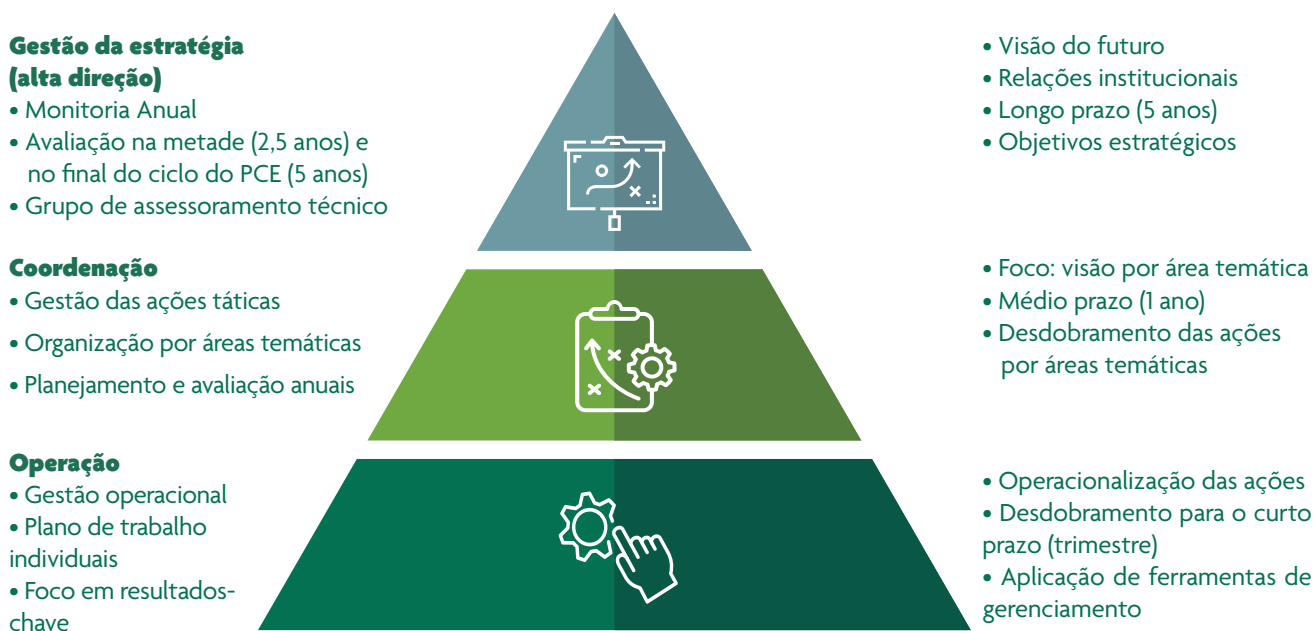 Gestão da estratégia
(alta direção)
• Monitoria Anual
• Avaliação na metade (2,5 anos) e
no final do ciclo do PCE (5 anos)
• Grupo de assessoramento técnico
• Visão do futuro
• Relações institucionais
• Longo prazo (5 anos)
• Objetivos estratégicos
Coordenação
• Gestão das ações táticas
• Organização por áreas temáticas
• Planejamento e avaliação anuais
• Foco: visão por área temática
• Médio prazo (1 ano)
• Desdobramento das ações
por áreas temáticas
Operação
• Gestão operacional
• Plano de trabalho
individuais
• Foco em resultados-
chave
• Operacionalização das ações
• Desdobramento para o curto
prazo (trimestre)
• Aplicação de ferramentas de
gerenciamento